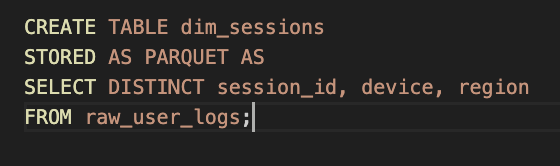 CREATE TABLE dim_sessions
STORED AS PARQUET AS
SELECT DISTINCT session_id, device, region
FROM raw_user_logs;